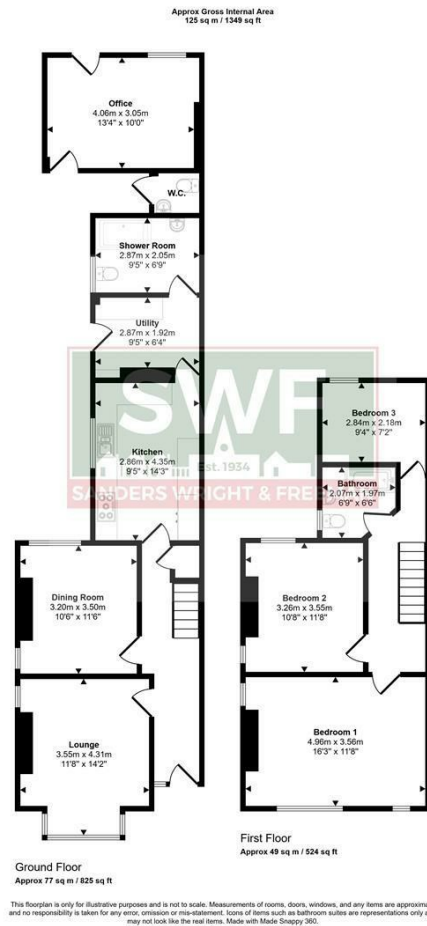 Approx Gross Internal Area
125 sq m / 1349 sq ft
Office
4.06m x 3.05m
13'4" x 10'0"
W.C.
Shower Room
2.87m x 2.05m
9'5" x 6'9"
Utility
2.87m x 1.92m
9'5" x 6'4"
SWF
Est. 1934
SANDERS WRIGHT & FREE
Kitchen
2.86m x 4.35m
9'5" x 14'3"
Dining Room
3.20m x 3.50m
10'6" x 11'6"
Lounge
3.55m x 4.31m
11'8" x 14'2"
Ground Floor
Approx 77 sq m / 825 sq ft
Bedroom 3
2.84m x 2.18m
9'4" x 7'2"
Bathroom
2.07m x 1.97m
6'9" x 6'6"
Bedroom 2
3.26m x 3.55m
10'8" x 11'8"
Bedroom 1
4.96m x 3.56m
16'3" x 11'8"
First Floor
Approx 49 sq m / 524 sq ft
This floorplan is only for illustrative purposes and is not to scale. Measurements of rooms, doors, windows, and any items are approxima
and no responsibility is taken for any error, omission or mis-statement. Icons of items such as bathroom suites are representations only a
may not look like the real items. Made with Made Snappy 360.